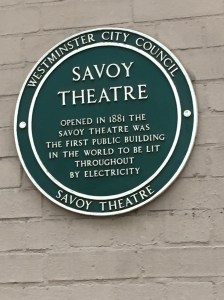 WESTMINSTER CITY COUNCIL
SAVOY
THEATRE
OPENED IN 1881 THE
SAVOY THEATRE WAS
THE FIRST PUBLIC BUILDING
IN THE WORLD TO BE LIT
THROUGHOUT
BY ELECTRICITY
SAVOY THEATRE